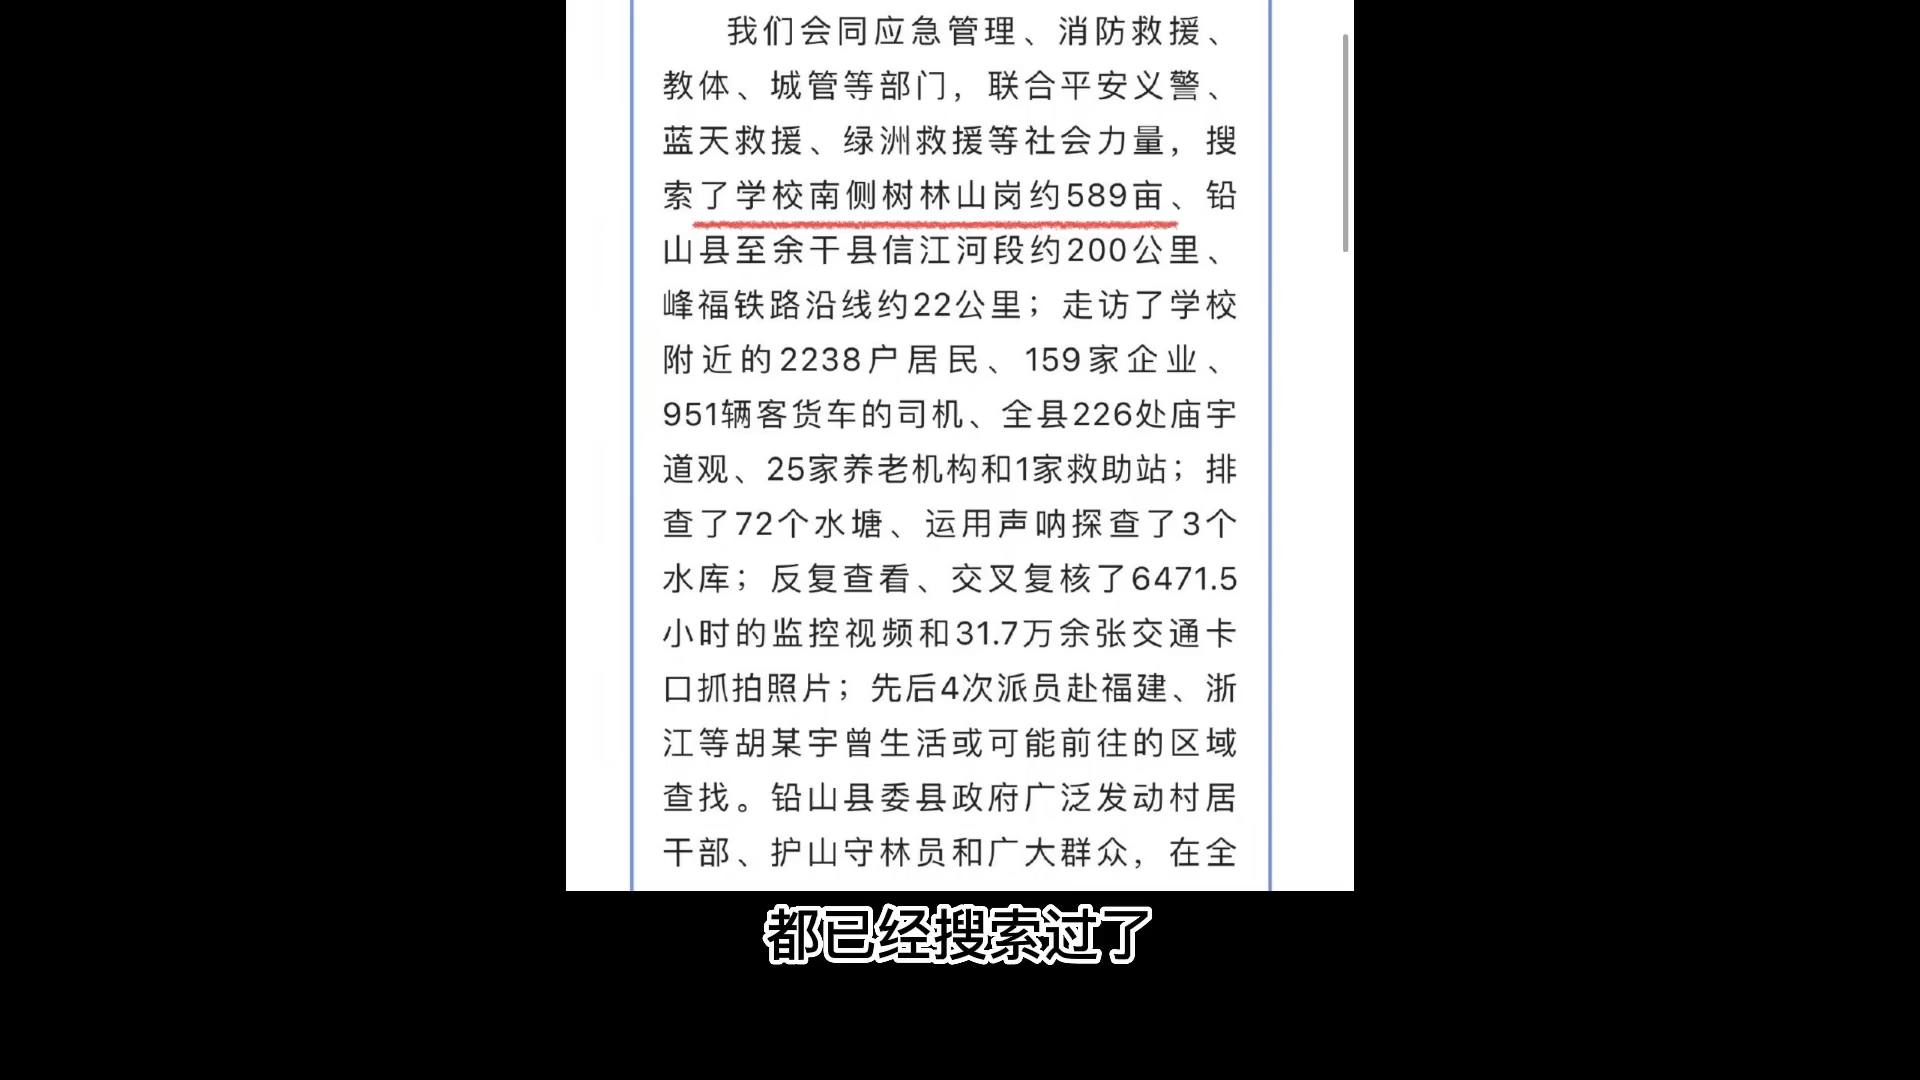 我们会同应急管理、消防救援、
教体、城管等部门，联合平安义警、
蓝天救援、绿洲救援等社会力量，搜
索了学校南侧树林山岗约589亩、铅
山县至余干县信江河段约200公里、
峰福铁路沿线约22公里；走访了学校
附近的2238户居民、159家企业、
951辆客货车的司机、全县226处庙宇
道观、25家养老机构和1家救助站；排
查了72个水塘、运用声呐探查了3个
水库；反复查看、交叉复核了6471.5
小时的监控视频和31.7万余张交通卡
口抓拍照片；先后4次派员赴福建、浙
江等胡某宇曾生活或可能前往的区域
查找。铅山县委县政府广泛发动村居
干部、护山守林员和广大群众，在全
都已经搜索过了